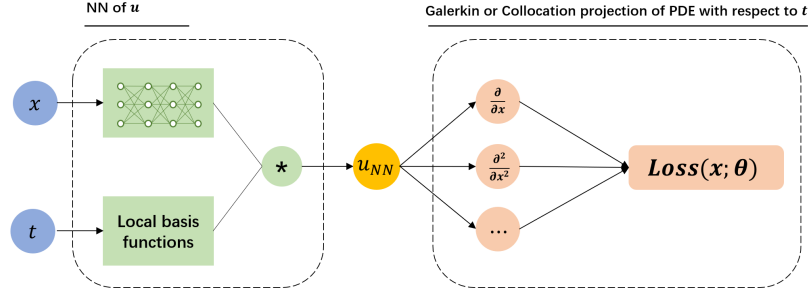 NN of u
Galerkin or Collocation projection of PDE with respect to t
x
∂/∂x
*
u_NN
∂²/∂x²
Loss(x; θ)
t
Local basis
functions
...